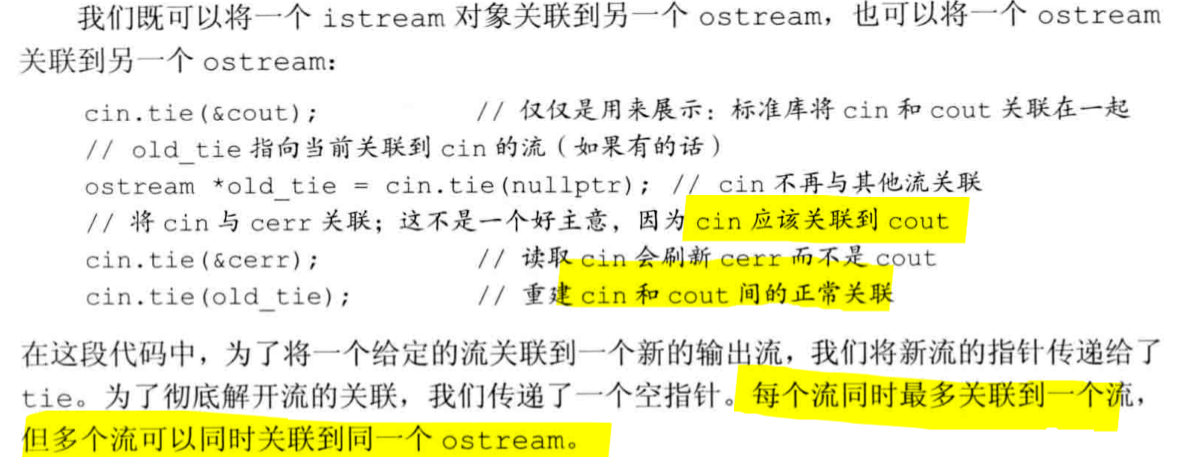 我们既可以将一个 istream 对象关联到另一个 ostream，也可以将一个 ostream
关联到另一个 ostream：
cin.tie(&cout); // 仅仅是用来展示：标准库将 cin 和 cout 关联在一起
// old_tie 指向当前关联到 cin 的流（如果有的话）
ostream *old_tie = cin.tie(nullptr); // cin 不再与其他流关联
// 将 cin 与 cerr 关联；这不是一个好主意，因为 cin 应该关联到 cout
cin.tie(&cerr); // 读取 cin 会刷新 cerr 而不是 cout
cin.tie(old_tie); // 重建 cin 和 cout 间的正常关联
在这段代码中，为了将一个给定的流关联到一个新的输出流，我们将新流的指针传递给了
tie。为了彻底解开流的关联，我们传递了一个空指针。每个流同时最多关联到一个流，
但多个流可以同时关联到同一个 ostream。